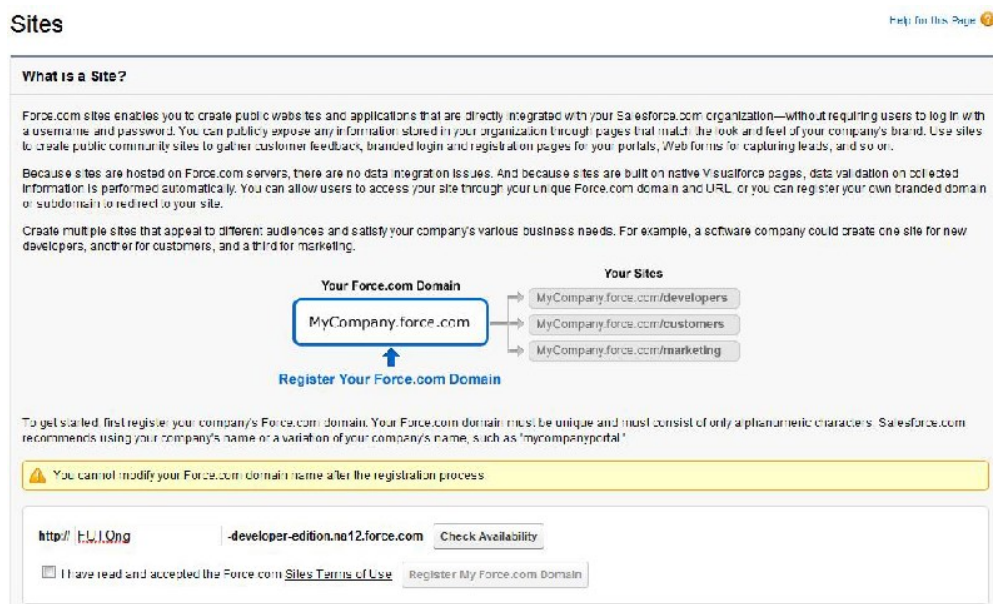 Sites
Help for this Page
What is a Site?
Force.com sites enables you to create public websites and applications that are directly integrated with your Salesforce.com organization—without requiring users to log in with
a username and password. You can publicly expose any information stored in your organization through pages that match the look and feel of your company's brand. Use sites
to create public community sites to gather customer feedback, branded login and registration pages for your portals, Web forms for capturing leads, and so on.
Because sites are hosted on Force.com servers, there are no data integration issues. And because sites are built on native Visualforce pages, data validation on collected
information is performed automatically. You can allow users to access your site through your unique Force.com domain and URL, or you can register your own branded domain
or subdomain to redirect to your site.
Create multiple sites that appeal to different audiences and satisfy your company's various business needs. For example, a software company could create one site for new
developers, another for customers, and a third for marketing.
Your Force.com Domain
Your Sites
MyCompany.force.com
MyCompany.force.com/developers
MyCompany.force.com/customers
MyCompany.force.com/marketing
Register Your Force.com Domain
To get started, first register your company's Force.com domain. Your Force.com domain must be unique and must consist of only alphanumeric characters. Salesforce.com
recommends using your company's name or a variation of your company's name, such as "mycompanyportal."
You cannot modify your Force.com domain name after the registration process
http:// -developer-edition.na12.force.com Check Availability
I have read and accepted the Force.com Sites Terms of Use Register My Force.com Domain